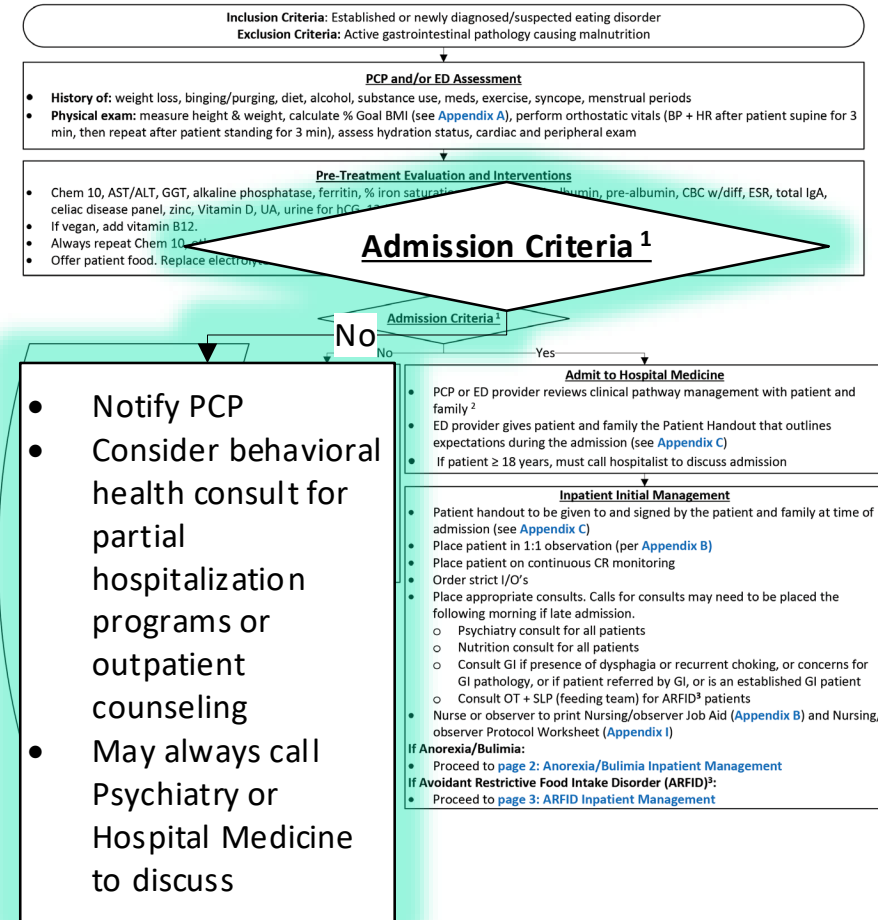 Inclusion Criteria: Established or newly diagnosed/suspected eating disorder
Exclusion Criteria: Active gastrointestinal pathology causing malnutrition
PCP and/or ED Assessment
• History of: weight loss, binging/purging, diet, alcohol, substance use, meds, exercise, syncope, menstrual periods
• Physical exam: measure height & weight, calculate % Goal BMI (see Appendix A), perform orthostatic vitals (BP + HR after patient supine for 3
min, then repeat after patient standing for 3 min), assess hydration status, cardiac and peripheral exam
Pre-Treatment Evaluation and Interventions
• Chem 10, AST/ALT, GGT, alkaline phosphatase, ferritin, % iron saturation, pre-albumin, CBC w/diff, ESR, total IgA,
celiac disease panel, zinc, Vitamin D, UA, urine for hCG,
• If vegan, add vitamin B12.
• Always repeat Chem 10,
• Offer patient food. Replace
Admission Criteria ¹
Admission Criteria ¹
No
No
Yes
• Notify PCP
• Consider behavioral
health consult for
partial
hospitalization
programs or
outpatient
counseling
• May always call
Psychiatry or
Hospital Medicine
to discuss
Admit to Hospital Medicine
• PCP or ED provider reviews clinical pathway management with patient and
family ²
• ED provider gives patient and family the Patient Handout that outlines
expectations during the admission (see Appendix C)
• If patient ≥ 18 years, must call hospitalist to discuss admission
Inpatient Initial Management
• Patient handout to be given to and signed by the patient and family at time of
admission (see Appendix C)
• Place patient in 1:1 observation (per Appendix B)
• Place patient on continuous CR monitoring
• Order strict I/O's
• Place appropriate consults. Calls for consults may need to be placed the
following morning if late admission.
o Psychiatry consult for all patients
o Nutrition consult for all patients
o Consult GI if presence of dysphagia or recurrent choking, or concerns for
GI pathology, or if patient referred by GI, or is an established GI patient
o Consult OT + SLP (feeding team) for ARFID³ patients
• Nurse or observer to print Nursing/observer Job Aid (Appendix B) and Nursing/
observer Protocol Worksheet (Appendix I)
If Anorexia/Bulimia:
• Proceed to page 2: Anorexia/Bulimia Inpatient Management
If Avoidant Restrictive Food Intake Disorder (ARFID)³:
• Proceed to page 3: ARFID Inpatient Management